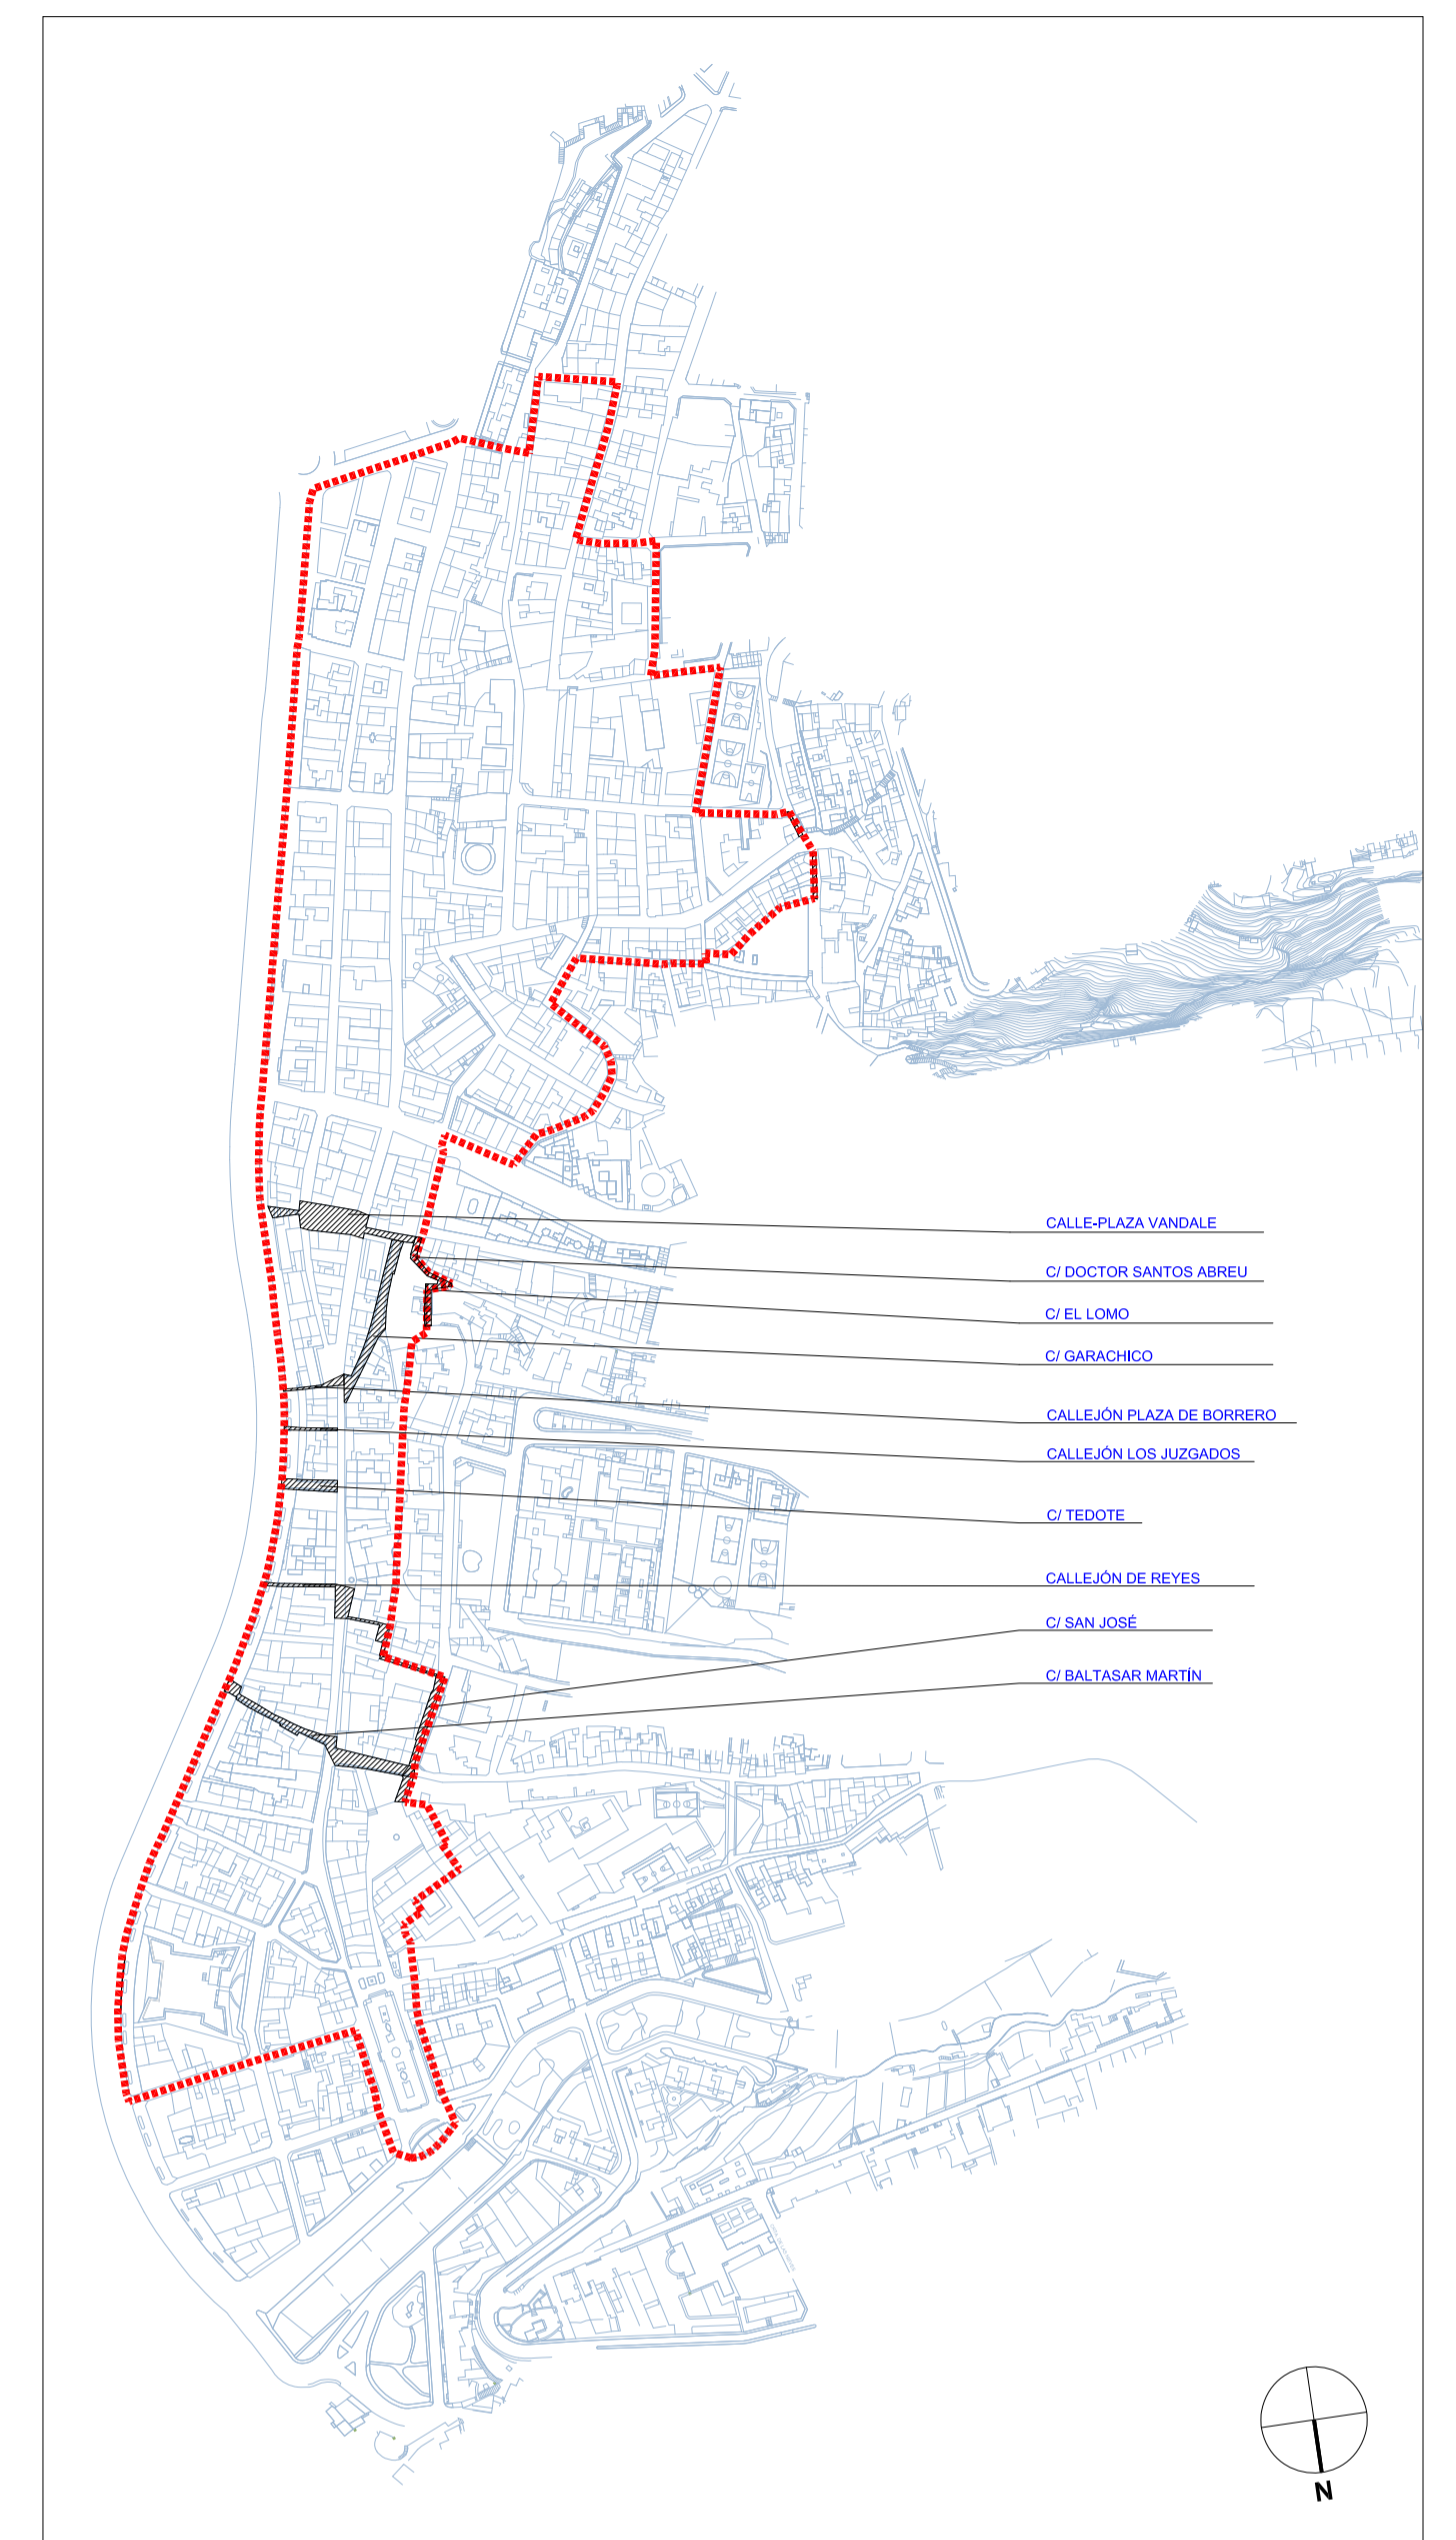 CALLE-PLAZA VANDALE
C/ DOCTOR SANTOS ABREU
C/ EL LOMO
C/ GARACHICO
CALLEJÓN PLAZA DE BORRERO
CALLEJÓN LOS JUZGADOS
C/ TEDOTE
CALLEJÓN DE REYES
C/ SAN JOSÉ
C/ BALTASAR MARTÍN
N